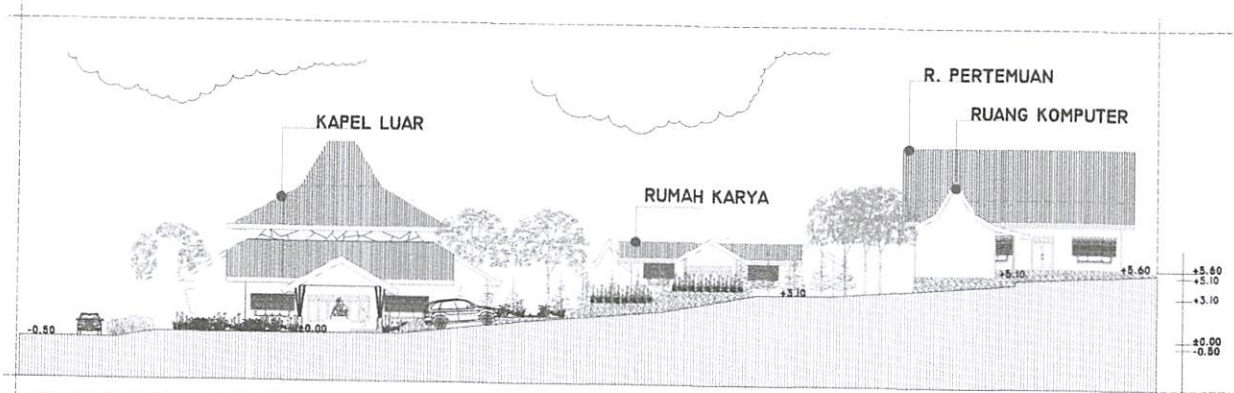 R. PERTEMUAN
RUANG KOMPUTER
KAPEL LUAR
RUMAH KARYA
-0.50
±0.00
+3.10
+5.10
+5.60
+5.60
+5.10
+3.10
±0.00
-0.50